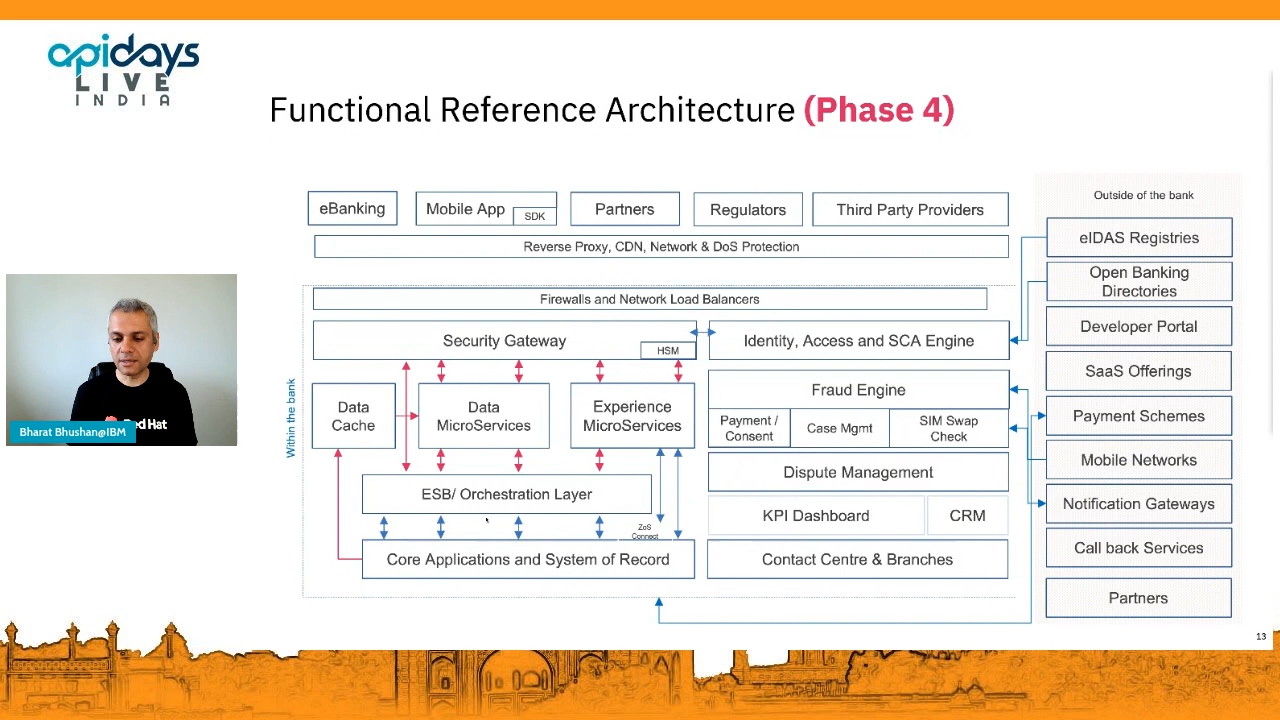 apidays
LIVE
INDIA
Functional Reference Architecture (Phase 4)
eBanking
Mobile App
SDK
Partners
Regulators
Third Party Providers
Reverse Proxy, CDN, Network & DoS Protection
Firewalls and Network Load Balancers
Security Gateway
HSM
Identity, Access and SCA Engine
Within the bank
Data
Cache
Data
MicroServices
Experience
MicroServices
Fraud Engine
Payment /
Consent
Case Mgmt
SIM Swap
Check
ESB/ Orchestration Layer
Dispute Management
KPI Dashboard
CRM
ZoS
Connect
Core Applications and System of Record
Contact Centre & Branches
Outside of the bank
eIDAS Registries
Open Banking
Directories
Developer Portal
SaaS Offerings
Payment Schemes
Mobile Networks
Notification Gateways
Call back Services
Partners
Hat
Bharat Bhushan@IBM
13